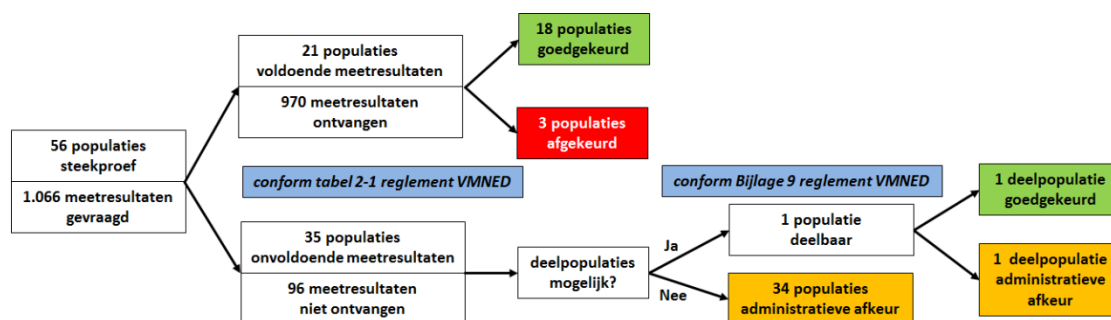 56 populaties
steekproef
1.066 meetresultaten
gevraagd
21 populaties
voldoende meetresultaten
970 meetresultaten
ontvangen
18 populaties
goedgekeurd
3 populaties
afgekeurd
conform tabel 2-1 reglement VMNED
35 populaties
onvoldoende meetresultaten
96 meetresultaten
niet ontvangen
deelpopulaties
mogelijk?
Ja
Nee
conform Bijlage 9 reglement VMNED
1 populatie
deelbaar
34 populaties
administratieve afkeur
1 deelpopulatie
goedgekeurd
1 deelpopulatie
administratieve
afkeur